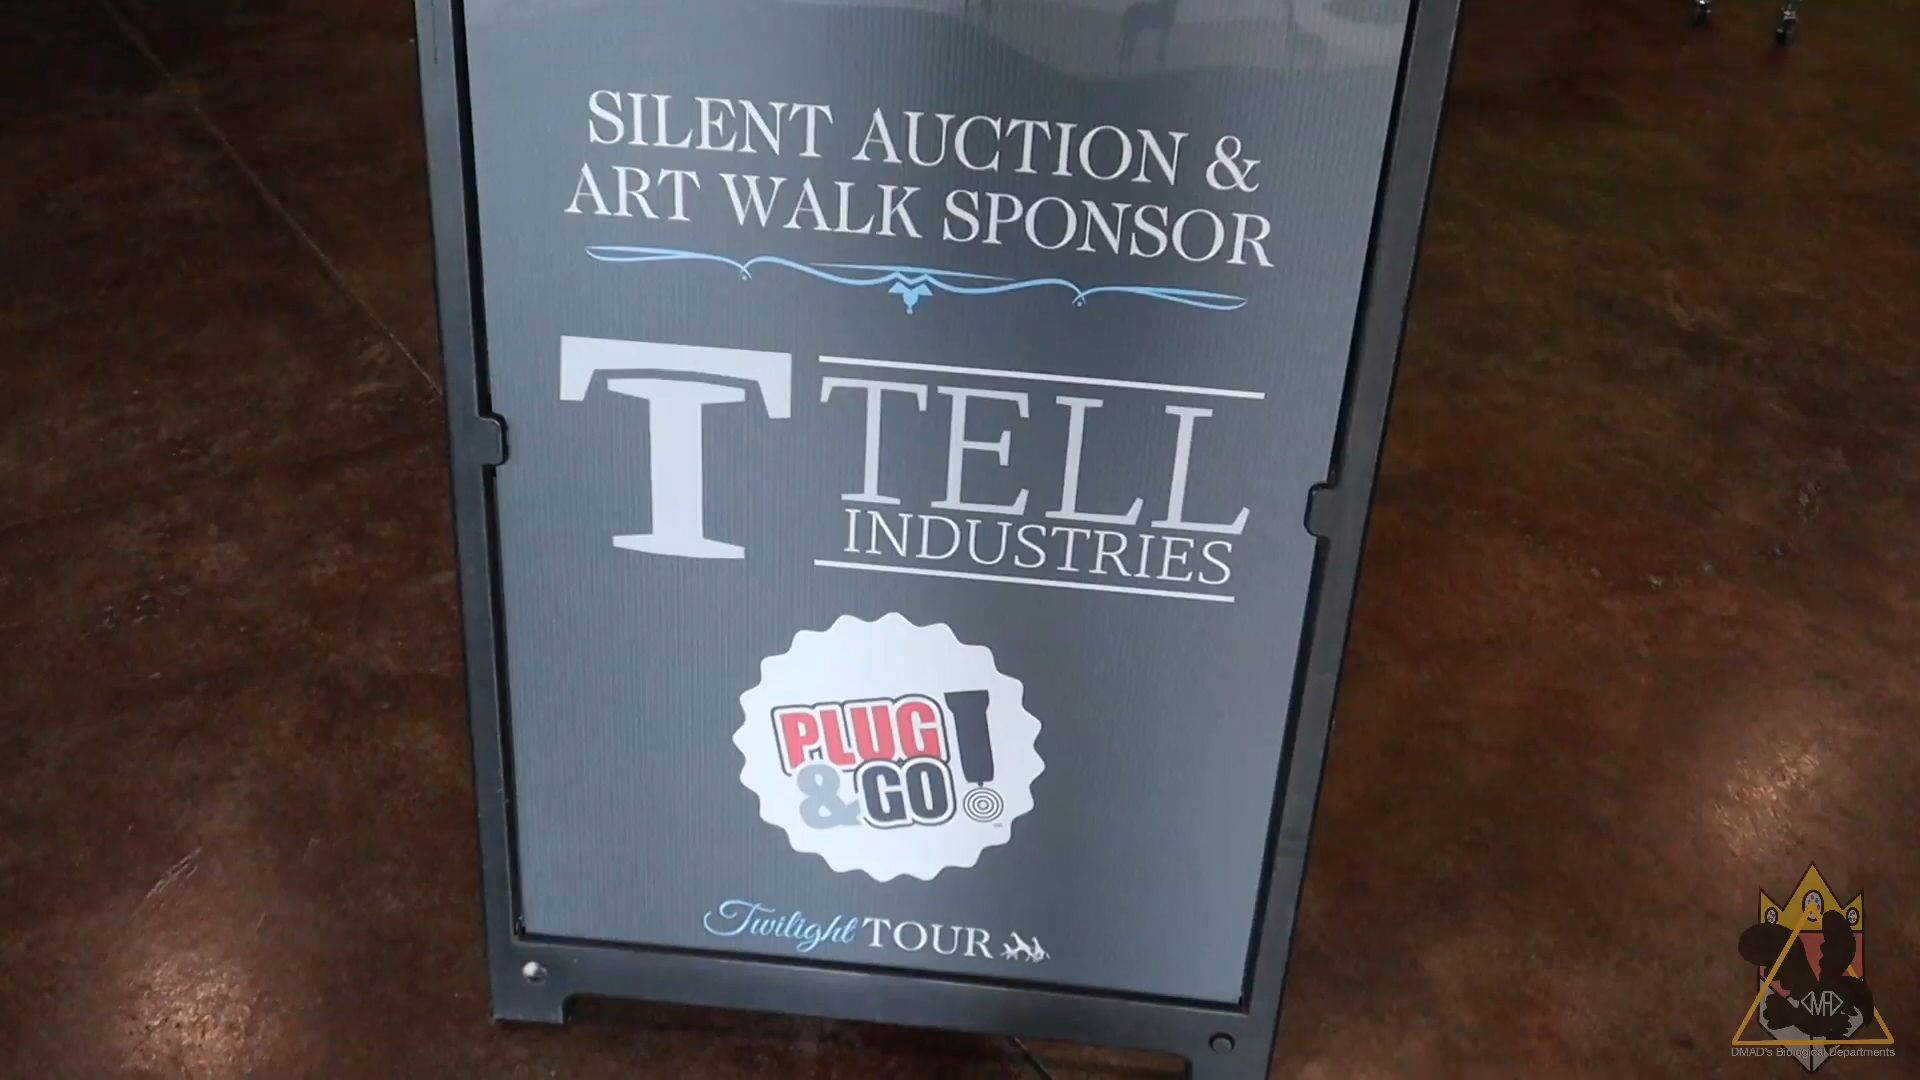 SILENT AUCTION &
ART WALK SPONSOR
T TELL
INDUSTRIES
PLUG
& GO!
Twilight TOUR
DMAD's Biological Departments